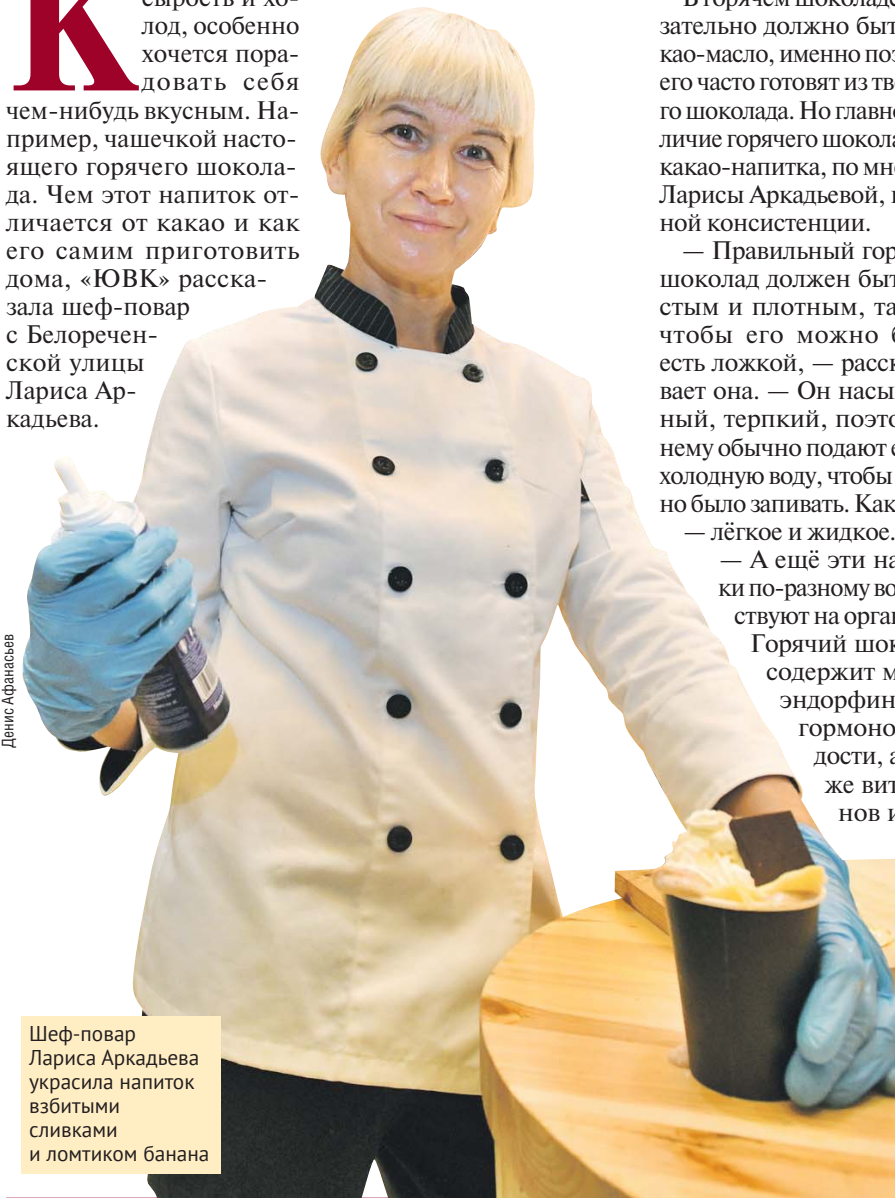 К
сырость и хо-
лод, особенно
хочется пора-
довать себя
чем-нибудь вкусным. На-
пример, чашечкой насто-
ящего горячего шокола-
да. Чем этот напиток от-
личается от какао и как
его самим приготовить
дома, «ЮВК» расска-
зала шеф-повар
с Белоречен-
ской улицы
Лариса Ар-
кадьева.
Денис Афанасьев
Шеф-повар
Лариса Аркадьева
украсила напиток
взбитыми
сливками
и ломтиком банана
В горячем шоколаде
зательно должно быть
као-масло, именно поэ
его часто готовят из тв
го шоколада. Но главно
личие горячего шокола
какао-напитка, по мне
Ларисы Аркадьевой,
ной консистенции.
— Правильный гор
шоколад должен быт
стым и плотным, та
чтобы его можно б
есть ложкой, — расск
вает она. — Он насы
ный, терпкий, поэто
нему обычно подают е
холодную воду, чтобы
но было запивать. Как
— лёгкое и жидкое.
— А ещё эти на
ки по-разному во
ствуют на орга
Горячий шок
содержит м
эндорфин
гормоно
дости, а
же вит
нов и